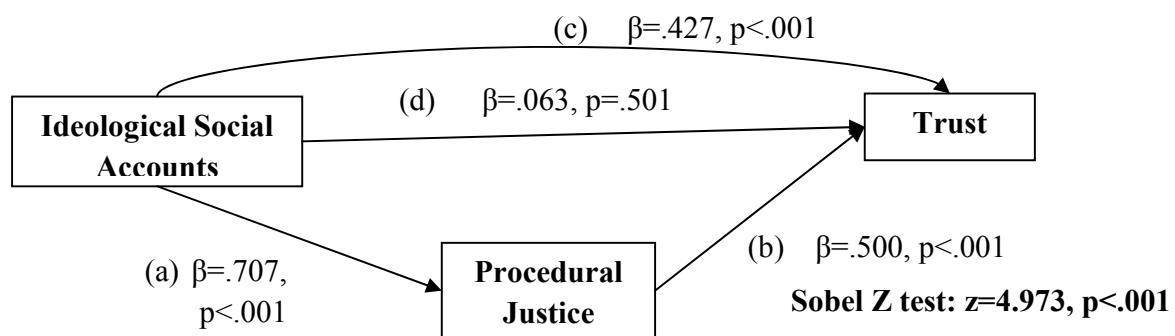 (c) β=.427, p<.001
(d) β=.063, p=.501
Ideological Social
Accounts
Trust
(a) β=.707,
p<.001
Procedural
Justice
(b) β=.500, p<.001
Sobel Z test: z=4.973, p<.001